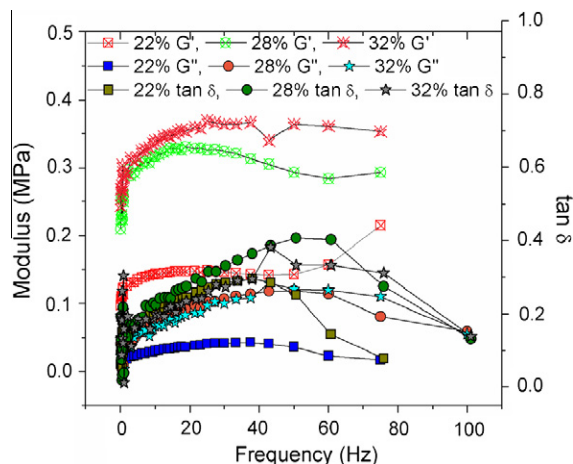 22% G', 28% G', 32% G'
22% G", 28% G", 32% G"
22% tan δ, 28% tan δ, 32% tan δ
Modulus (MPa)
0.5
0.4
0.3
0.2
0.1
0.0
tan δ
1.0
0.8
0.6
0.4
0.2
0.0
0 20 40 60 80 100
Frequency (Hz)